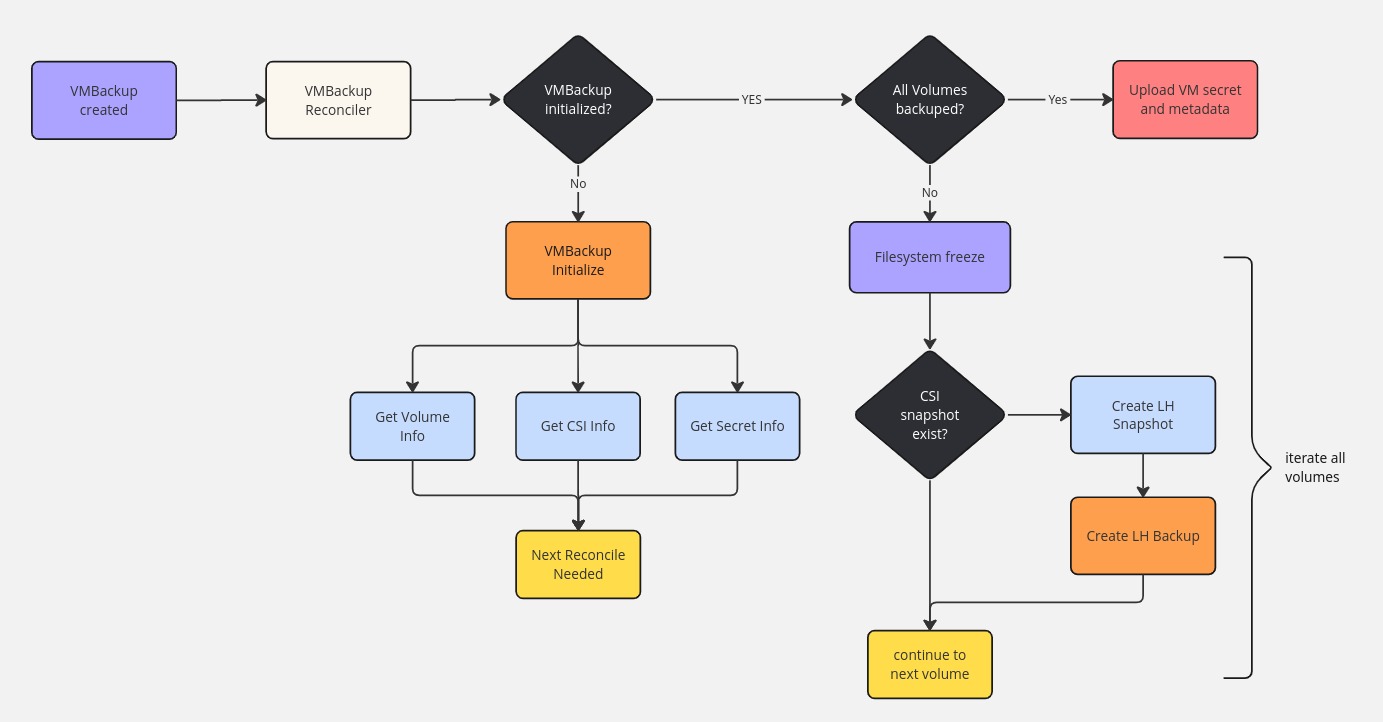 VMBackup
created
VMBackup
Reconciler
VMBackup
initialized?
YES
All Volumes
backuped?
Yes
Upload VM secret
and metadata
No
No
VMBackup
Initialize
Filesystem freeze
Get Volume
Info
Get CSI Info
Get Secret Info
CSI
snapshot
exist?
Create LH
Snapshot
iterate all
volumes
Next Reconcile
Needed
Create LH Backup
continue to
next volume